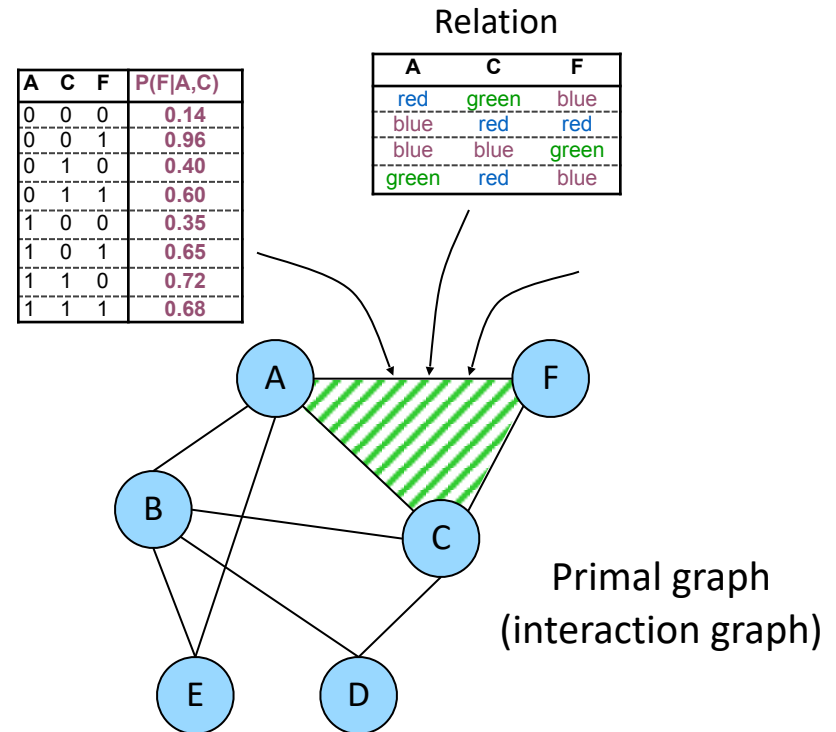 Relation
A C F P(F|A,C)
0 0 0 0.14
0 0 1 0.96
0 1 0 0.40
0 1 1 0.60
1 0 0 0.35
1 0 1 0.65
1 1 0 0.72
1 1 1 0.68
A C F
red green blue
blue red red
blue blue green
green red blue
A
F
B
C
Primal graph
(interaction graph)
E
D